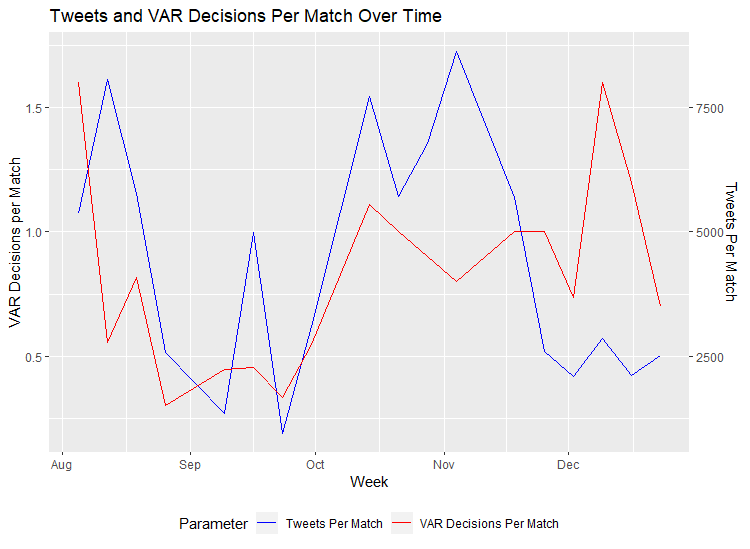 Tweets and VAR Decisions Per Match Over Time
VAR Decisions per Match
1.5
1.0
0.5
7500
5000
2500
Tweets Per Match
Aug Sep Oct Nov Dec
Week
Parameter Tweets Per Match VAR Decisions Per Match